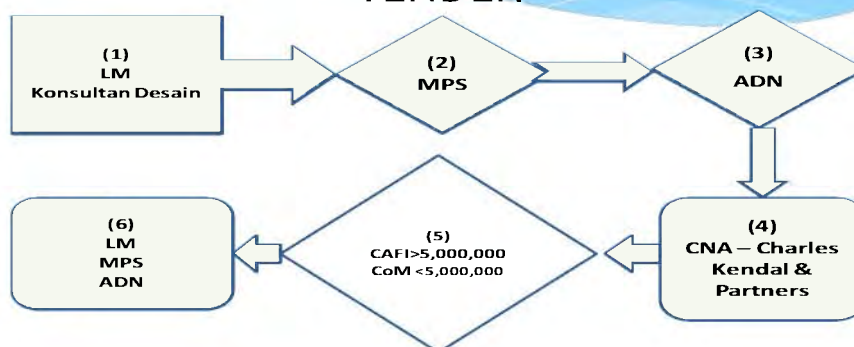 (1)
LM
Konsultan Desain
(2)
MPS
(3)
ADN
(4)
CNA – Charles
Kendal &
Partners
(5)
CAFI>5,000,000
CoM <5,000,000
(6)
LM
MPS
ADN